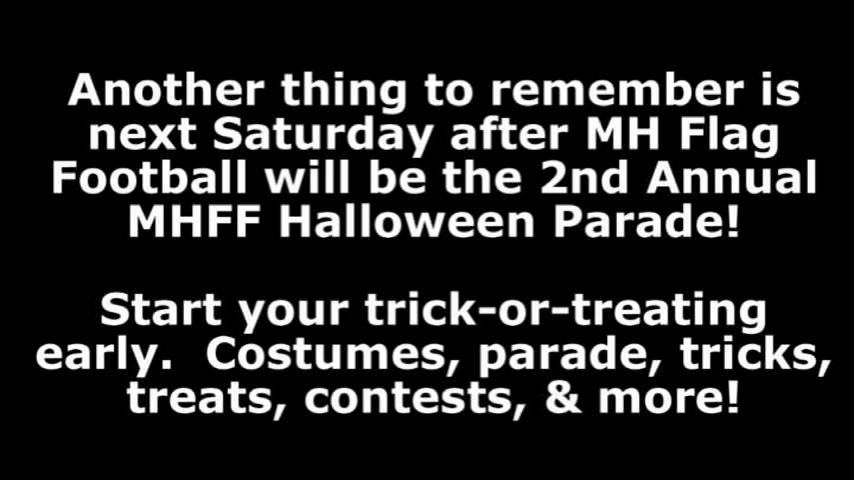 Another thing to remember is
next Saturday after MH Flag
Football will be the 2nd Annual
MHFF Halloween Parade!
Start your trick-or-treating
early.  Costumes, parade, tricks,
treats, contests, & more!